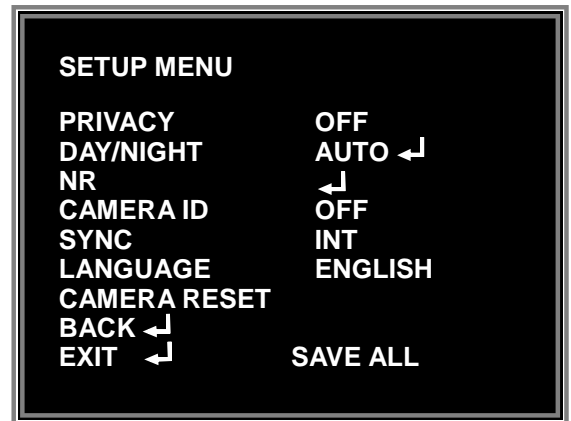 SETUP MENU
PRIVACY OFF
DAY/NIGHT AUTO ↲
NR ↲
CAMERA ID OFF
SYNC INT
LANGUAGE ENGLISH
CAMERA RESET
BACK ↲
EXIT ↲ SAVE ALL